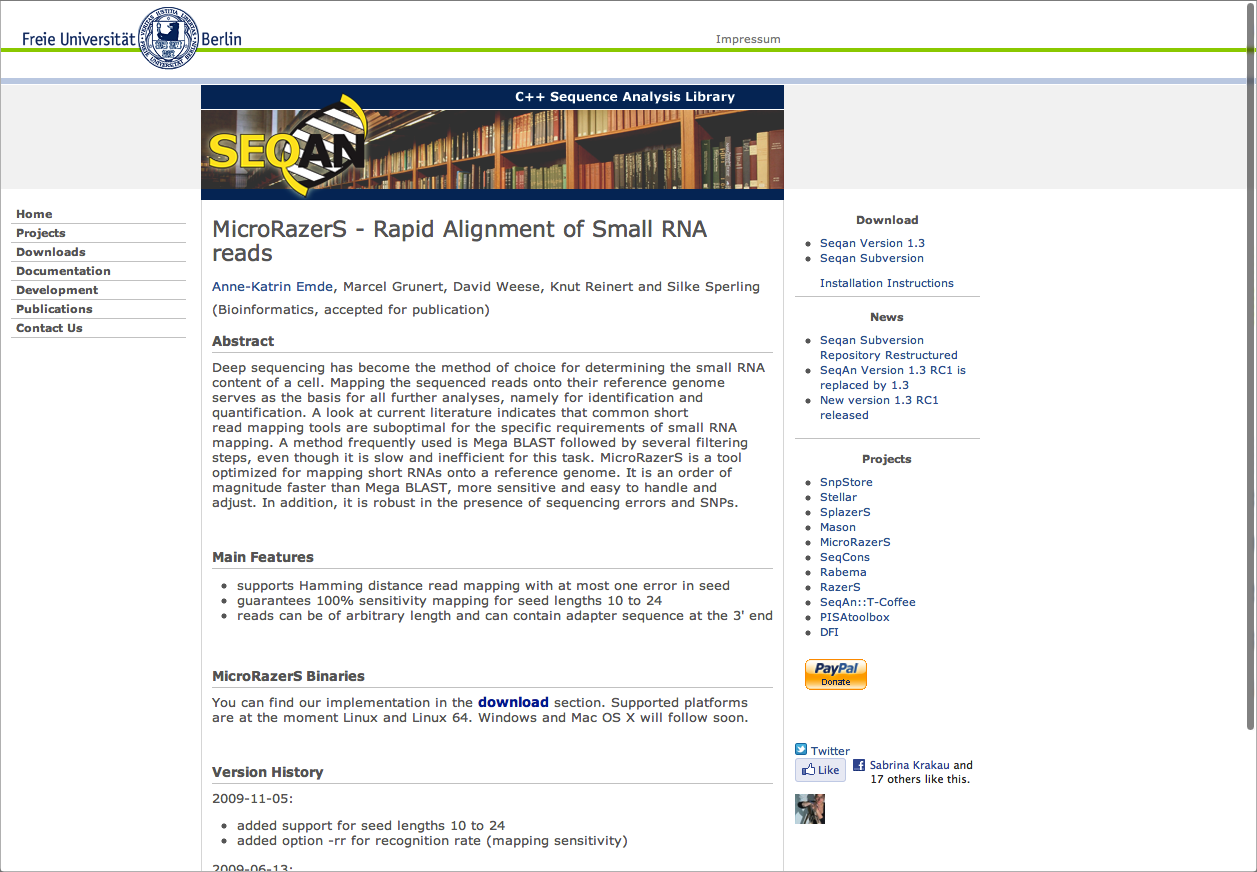 Freie Universität Berlin
Impressum
C++ Sequence Analysis Library
SEQAN
Home
Projects
Downloads
Documentation
Development
Publications
Contact Us
MicroRazerS - Rapid Alignment of Small RNA
reads
Anne-Katrin Emde, Marcel Grunert, David Weese, Knut Reinert and Silke Sperling
(Bioinformatics, accepted for publication)
Abstract
Deep sequencing has become the method of choice for determining the small RNA
content of a cell. Mapping the sequenced reads onto their reference genome
serves as the basis for all further analyses, namely for identification and
quantification. A look at current literature indicates that common short
read mapping tools are suboptimal for the specific requirements of small RNA
mapping. A method frequently used is Mega BLAST followed by several filtering
steps, even though it is slow and inefficient for this task. MicroRazerS is a tool
optimized for mapping short RNAs onto a reference genome. It is an order of
magnitude faster than Mega BLAST, more sensitive and easy to handle and
adjust. In addition, it is robust in the presence of sequencing errors and SNPs.
Main Features
• supports Hamming distance read mapping with at most one error in seed
• guarantees 100% sensitivity mapping for seed lengths 10 to 24
• reads can be of arbitrary length and can contain adapter sequence at the 3' end
MicroRazerS Binaries
You can find our implementation in the download section. Supported platforms
are at the moment Linux and Linux 64. Windows and Mac OS X will follow soon.
Version History
2009-11-05:
• added support for seed lengths 10 to 24
• added option -rr for recognition rate (mapping sensitivity)
2009-06-13:
Download
• Seqan Version 1.3
• Seqan Subversion
Installation Instructions
News
• Seqan Subversion
Repository Restructured
• SeqAn Version 1.3 RC1 is
replaced by 1.3
• New version 1.3 RC1
released
Projects
• SnpStore
• Stellar
• SplazerS
• Mason
• MicroRazerS
• SeqCons
• Rabema
• RazerS
• SeqAn::T-Coffee
• PISAtoolbox
• DFI
PayPal
Donate
Twitter
Like
Sabrina Krakau and
17 others like this.